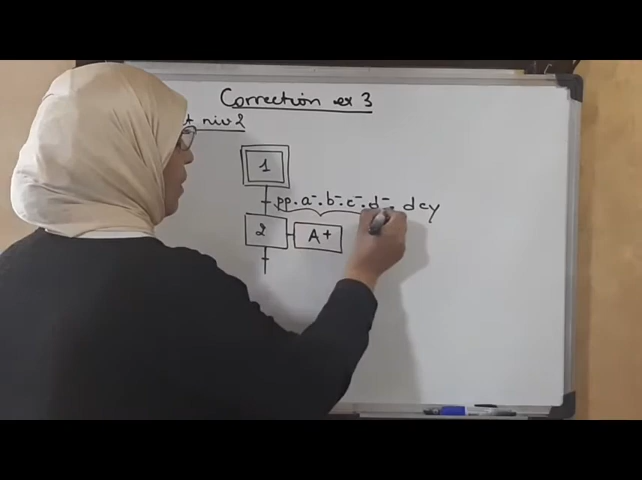 Correction ex 3
t niv 2
1
pp. a⁻. b⁻. c⁻. d⁻. dcy
2
A+